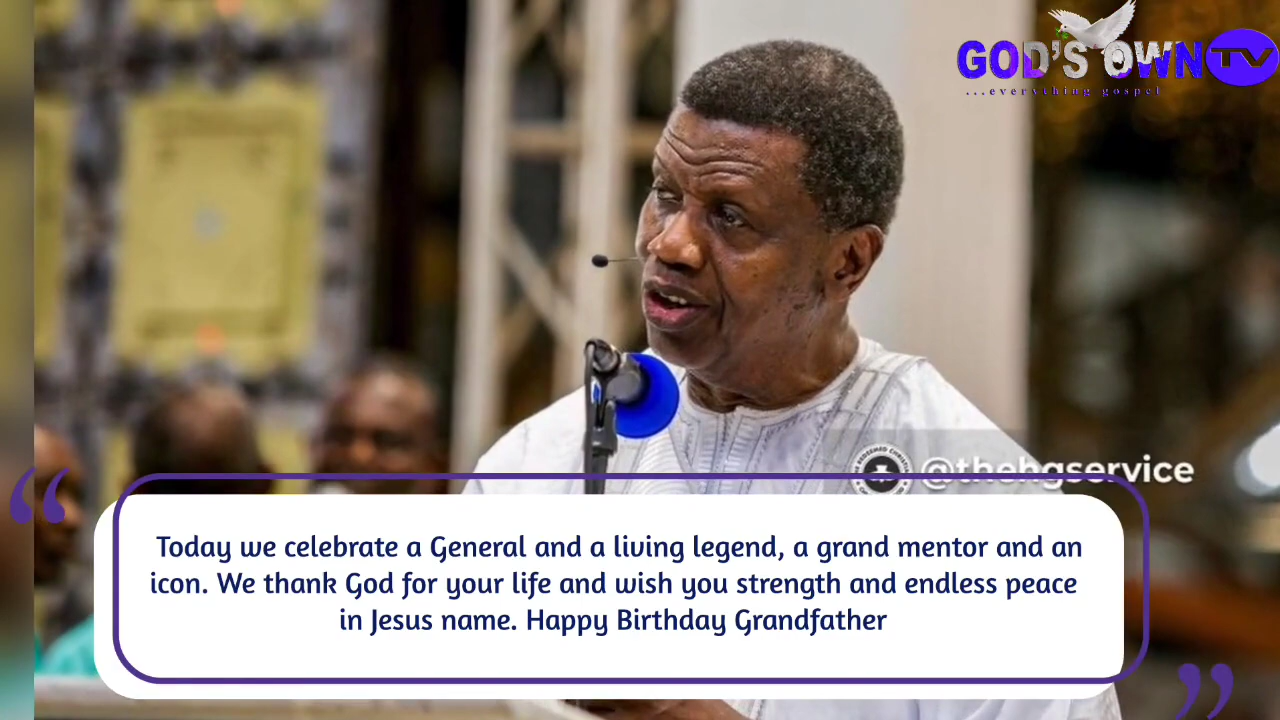 GOD'S OWN TV
...everything gospel
@thehgservice
Today we celebrate a General and a living legend, a grand mentor and an
icon. We thank God for your life and wish you strength and endless peace
in Jesus name. Happy Birthday Grandfather